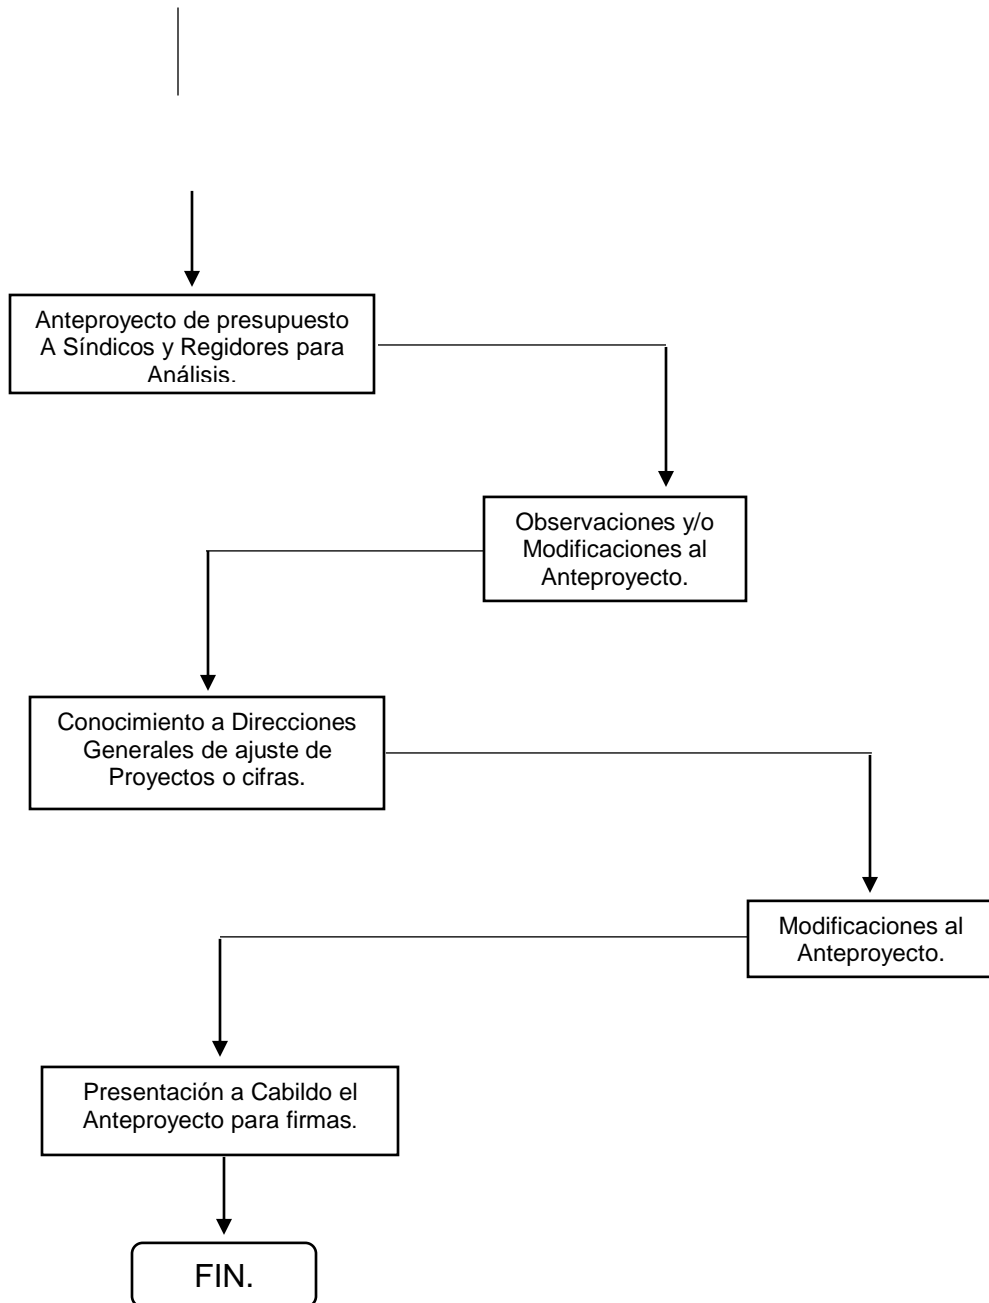 Anteproyecto de presupuesto
A Síndicos y Regidores para
Análisis.
Observaciones y/o
Modificaciones al
Anteproyecto.
Conocimiento a Direcciones
Generales de ajuste de
Proyectos o cifras.
Modificaciones al
Anteproyecto.
Presentación a Cabildo el
Anteproyecto para firmas.
FIN.